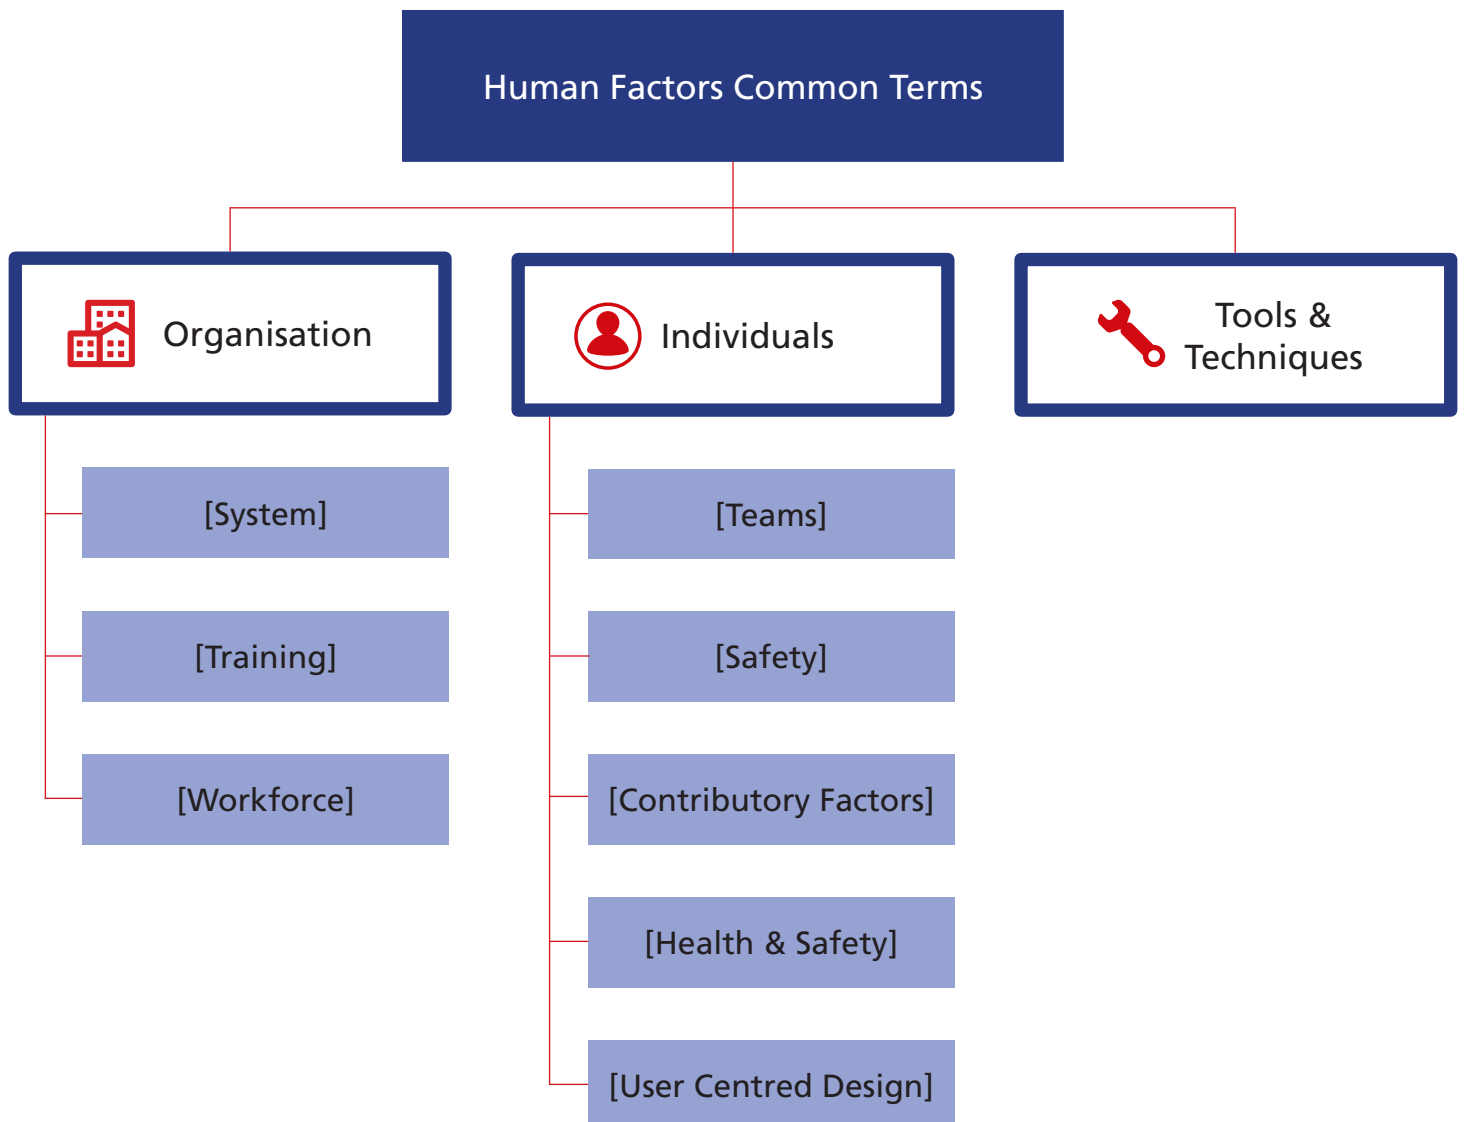 Human Factors Common Terms
Organisation
Individuals
Tools &
Techniques
[System]
[Training]
[Workforce]
[Teams]
[Safety]
[Contributory Factors]
[Health & Safety]
[User Centred Design]